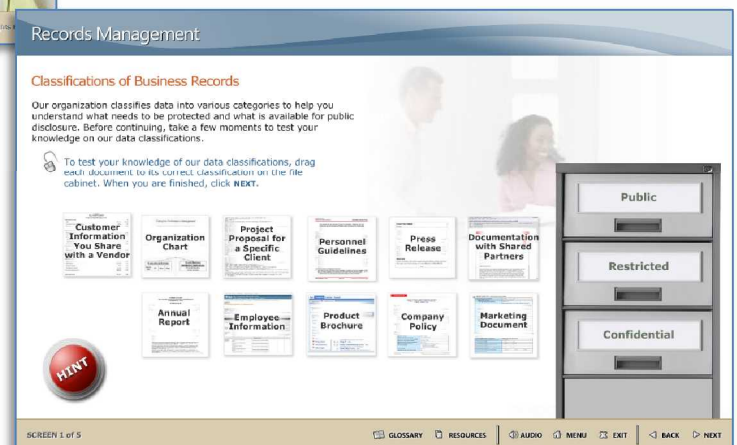 Records Management
Classifications of Business Records
Our organization classifies data into various categories to help you
understand what needs to be protected and what is available for public
disclosure. Before continuing, take a few moments to test your
knowledge on our data classifications.
To test your knowledge of our data classifications, drag
each document to its correct classification on the file
cabinet. When you are finished, click NEXT.
Customer
Information
You Share
with a Vendor
Organization
Chart
Project
Proposal for
a Specific
Client
Personnel
Guidelines
Press
Release
Documentation
with Shared
Partners
Annual
Report
Employee
Information
Product
Brochure
Company
Policy
Marketing
Document
Public
Restricted
Confidential
HINT
SCREEN 1 of 5
GLOSSARY
RESOURCES
AUDIO
MENU
EXIT
BACK
NEXT